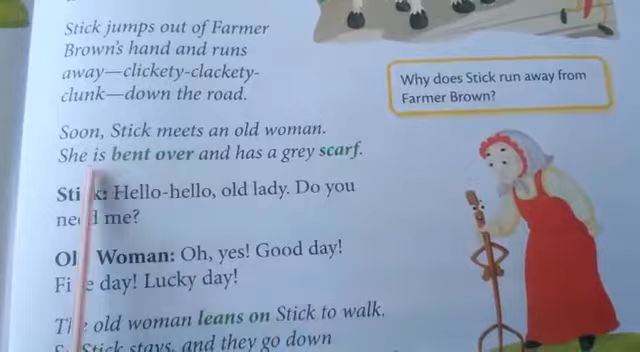 Stick jumps out of Farmer
Brown's hand and runs
away—clickety-clackety-
clunk—down the road.
Why does Stick run away from
Farmer Brown?
Soon, Stick meets an old woman.
She is bent over and has a grey scarf.
Stick: Hello-hello, old lady. Do you
need me?
Old Woman: Oh, yes! Good day!
Fine day! Lucky day!
The old woman leans on Stick to walk.
Stick stays, and they go down